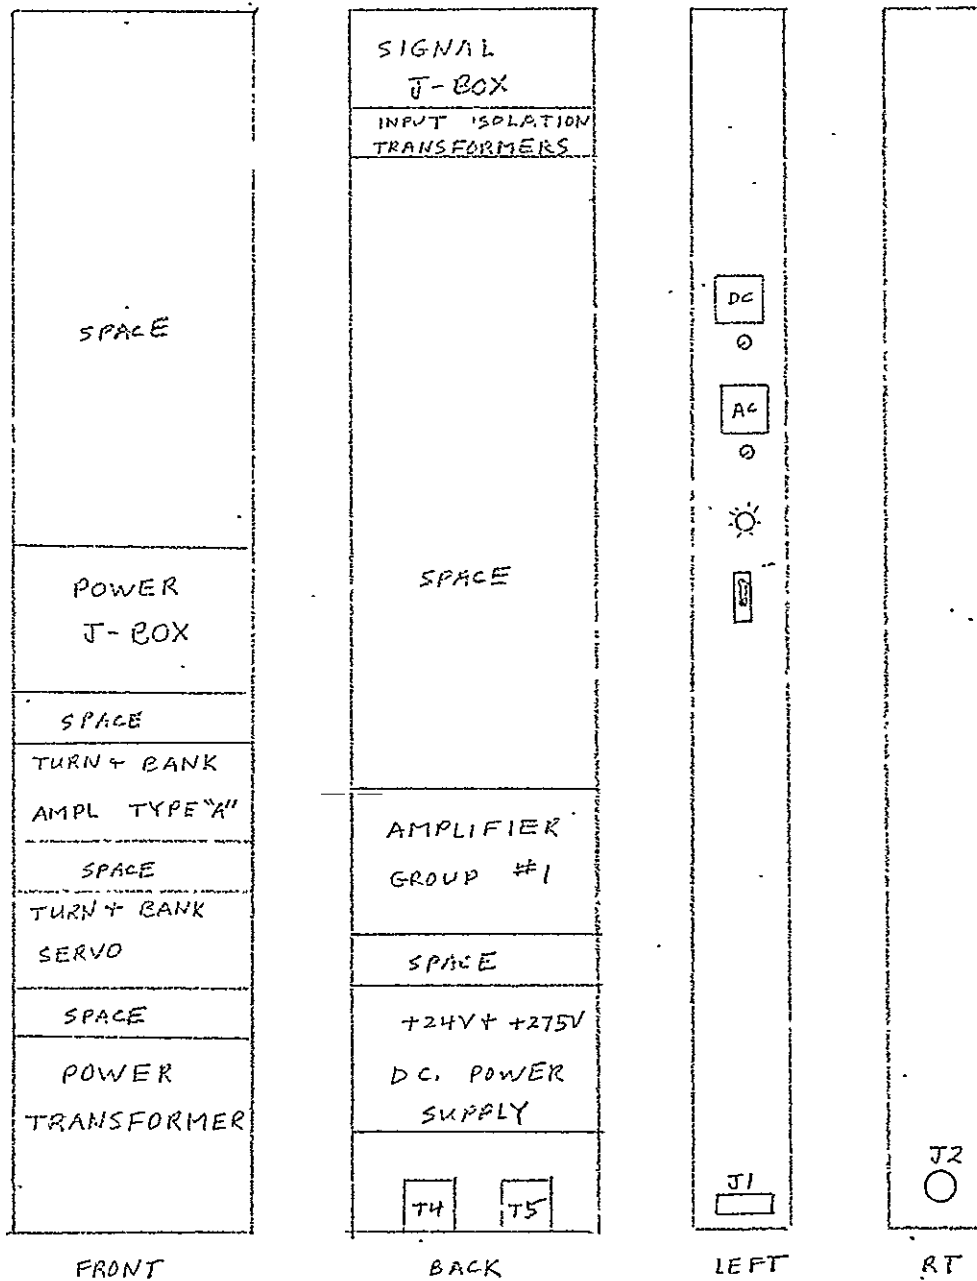 SPACE
POWER
J-BOX
SPACE
TURN + BANK
AMPL TYPE "A"
SPACE
TURN + BANK
SERVO
SPACE
POWER
TRANSFORMER
FRONT
SIGNAL
J-BOX
INPUT ISOLATION
TRANSFORMERS
SPACE
AMPLIFIER
GROUP #1
SPACE
+24V + +275V
DC. POWER
SUPPLY
T4 T5
BACK
DC
AC
J1
LEFT
J2
RT